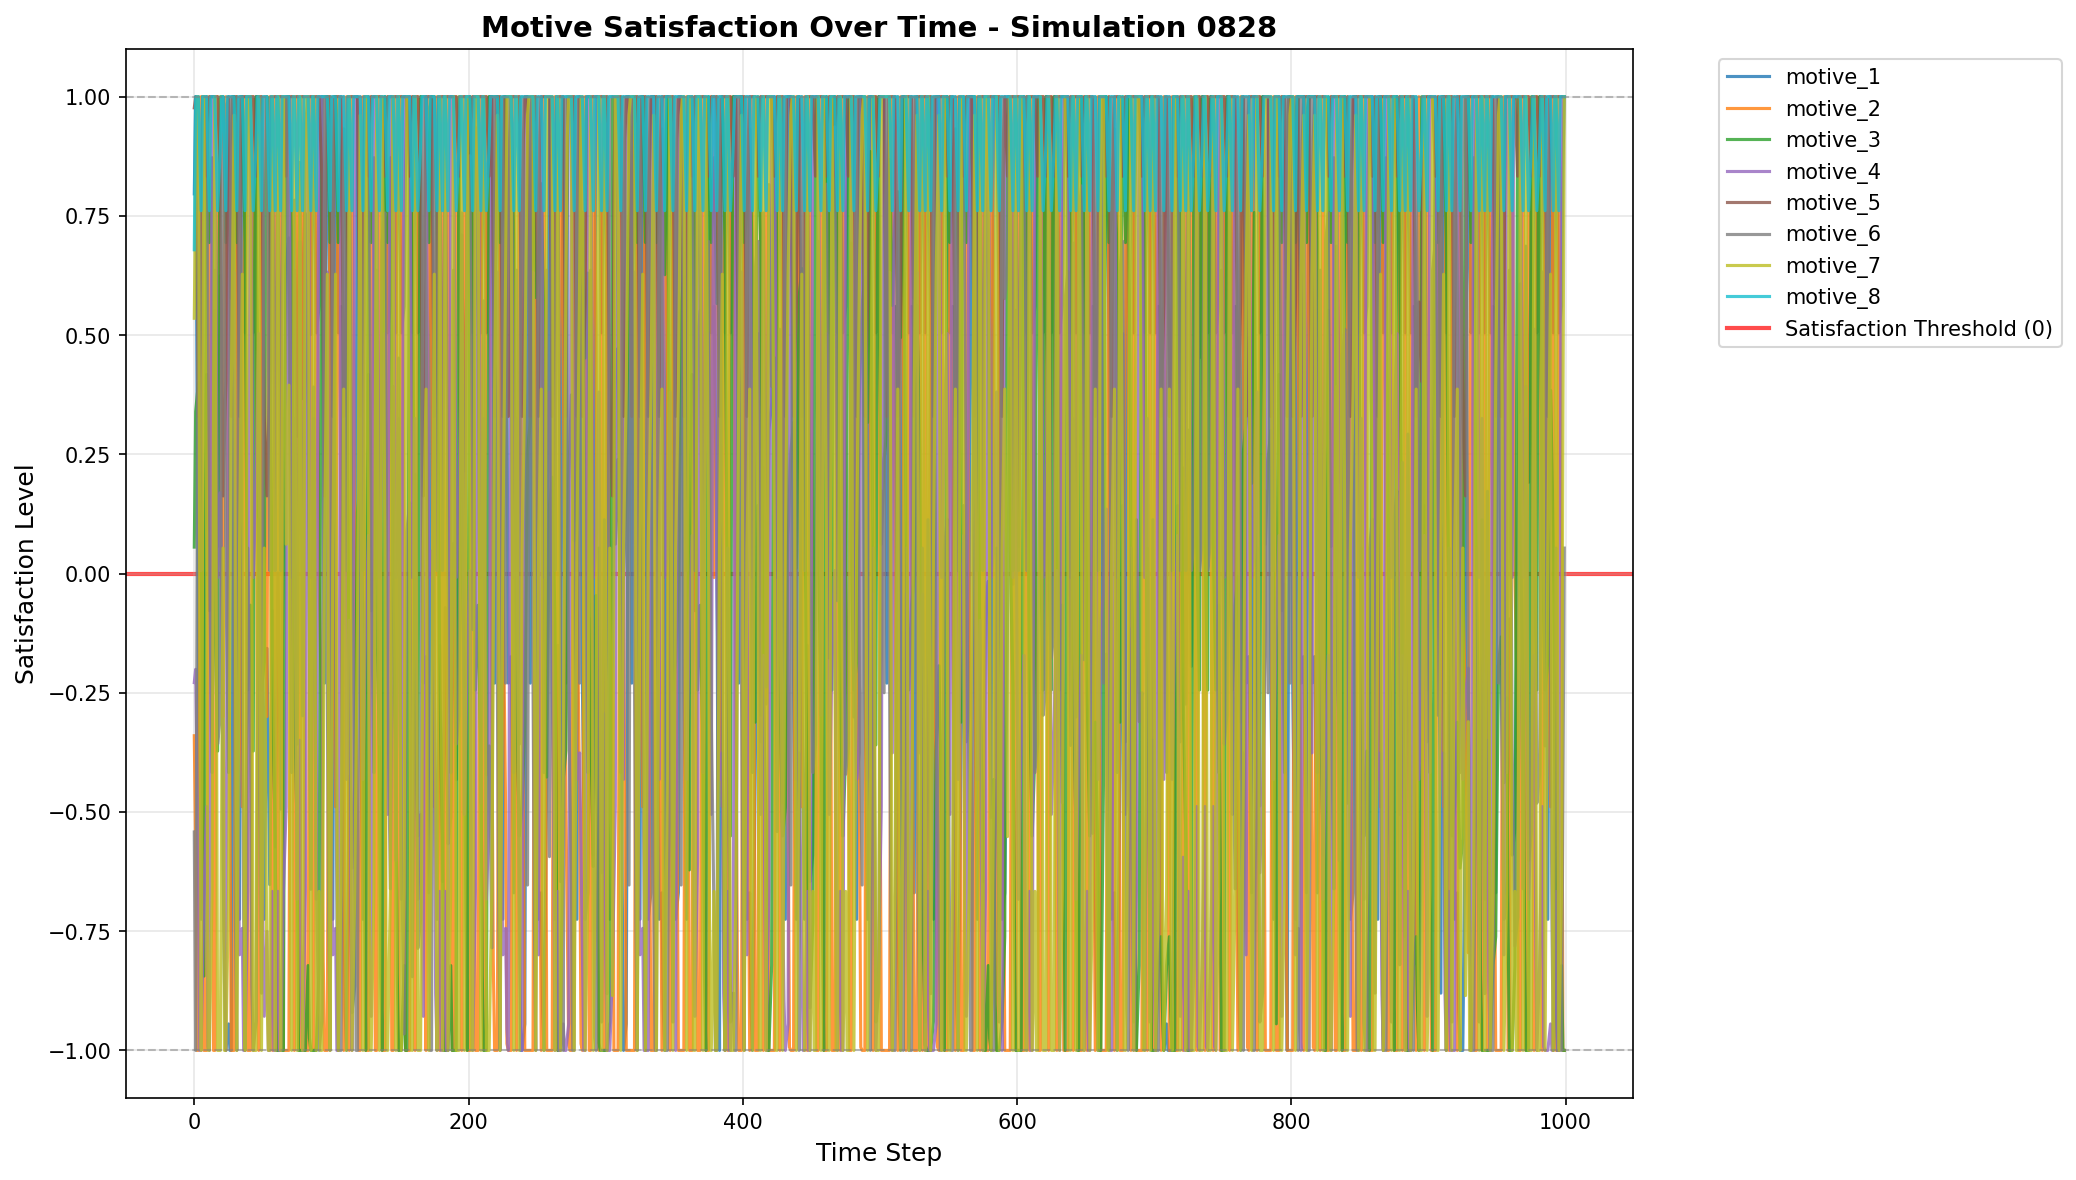 Motive Satisfaction Over Time - Simulation 0828
1.00
0.75
0.50
0.25
0.00
−0.25
−0.50
−0.75
−1.00
Satisfaction Level
0
200
400
600
800
1000
Time Step
motive_1
motive_2
motive_3
motive_4
motive_5
motive_6
motive_7
motive_8
Satisfaction Threshold (0)